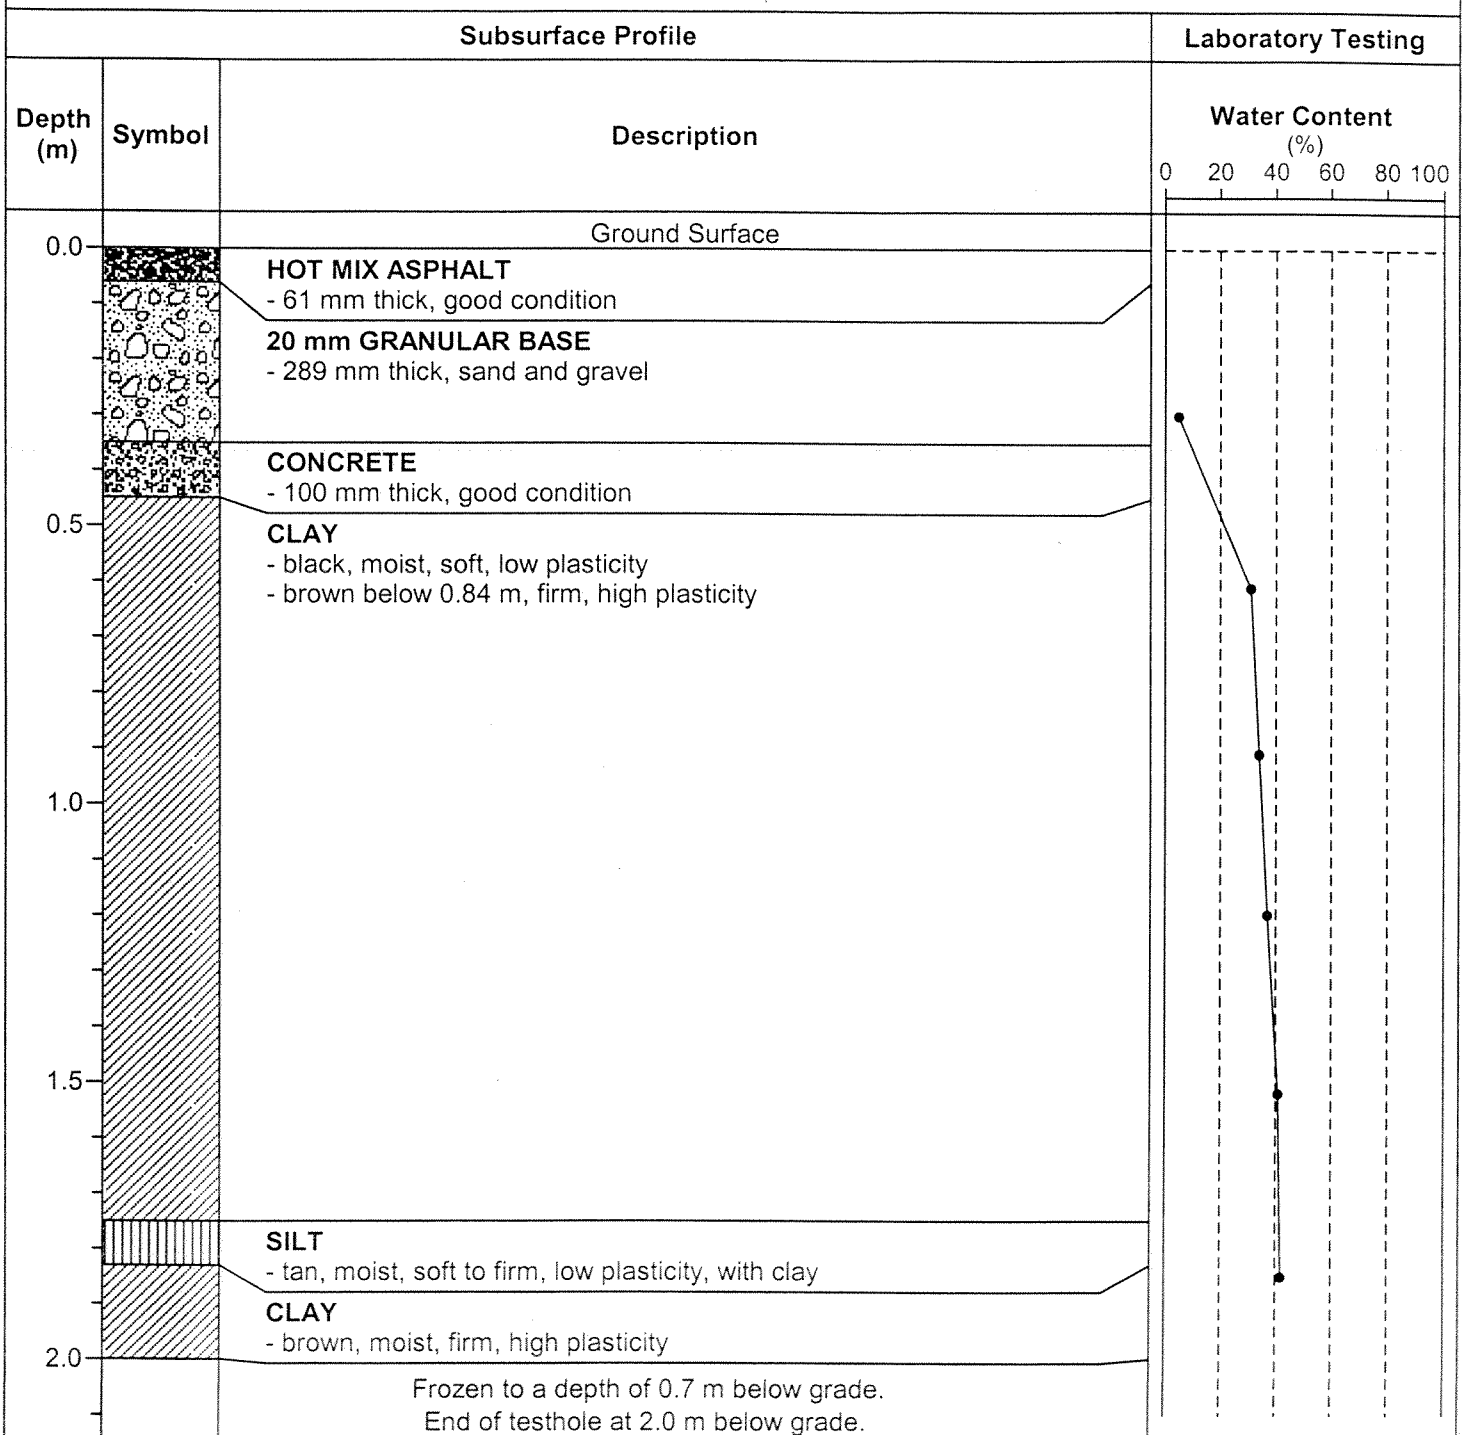 Subsurface Profile
Laboratory Testing
Depth
(m)
Symbol
Description
Water Content
(%)
0 20 40 60 80 100
Ground Surface
0.0
HOT MIX ASPHALT
- 61 mm thick, good condition
20 mm GRANULAR BASE
- 289 mm thick, sand and gravel
CONCRETE
- 100 mm thick, good condition
0.5
CLAY
- black, moist, soft, low plasticity
- brown below 0.84 m, firm, high plasticity
1.0
1.5
SILT
- tan, moist, soft to firm, low plasticity, with clay
CLAY
- brown, moist, firm, high plasticity
2.0
Frozen to a depth of 0.7 m below grade.
End of testhole at 2.0 m below grade.